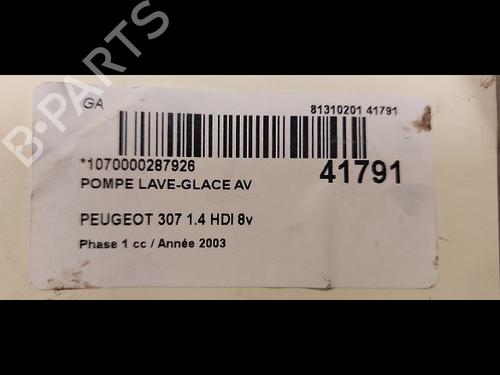 GA
81310201 41791
*1070000287926
41791
POMPE LAVE-GLACE AV
PEUGEOT 307 1.4 HDI 8v
Phase 1 cc / Année 2003
B-PARTS